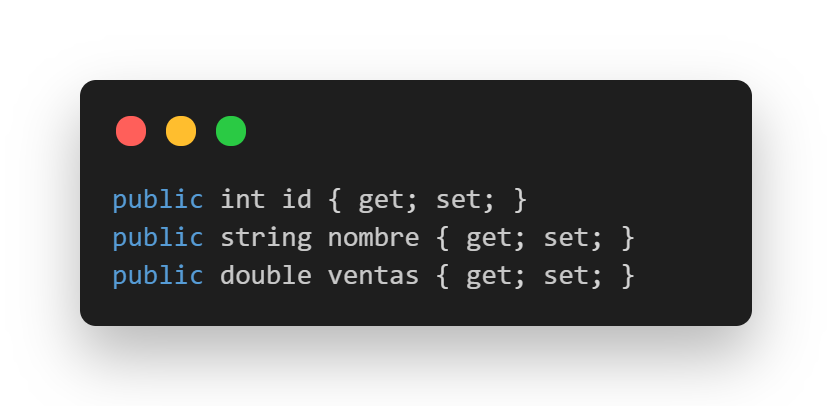 public int id { get; set; }
public string nombre { get; set; }
public double ventas { get; set; }